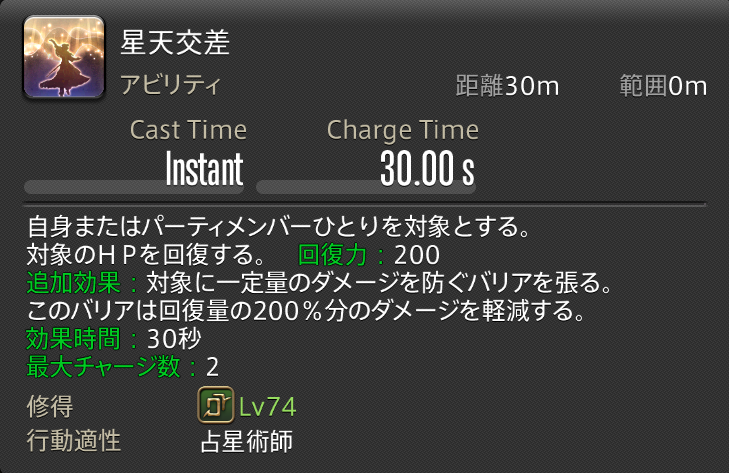 星天交差
アビリティ 距離30m 範囲0m
Cast Time Charge Time
Instant 30.00 s
自身またはパーティメンバーひとりを対象とする。
対象のＨＰを回復する。 回復力：200
追加効果：対象に一定量のダメージを防ぐバリアを張る。
このバリアは回復量の200％分のダメージを軽減する。
効果時間：30秒
最大チャージ数：2
修得 Lv74
行動適性 占星術師